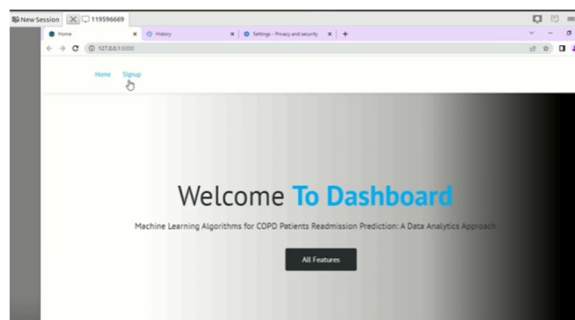 New Session 119596669
Home History Settings - Privacy and security
127.0.0.1:5000
Home Signup
Welcome To Dashboard
Machine Learning Algorithms for COPD Patients Readmission Prediction: A Data Analytics Approach
All Features